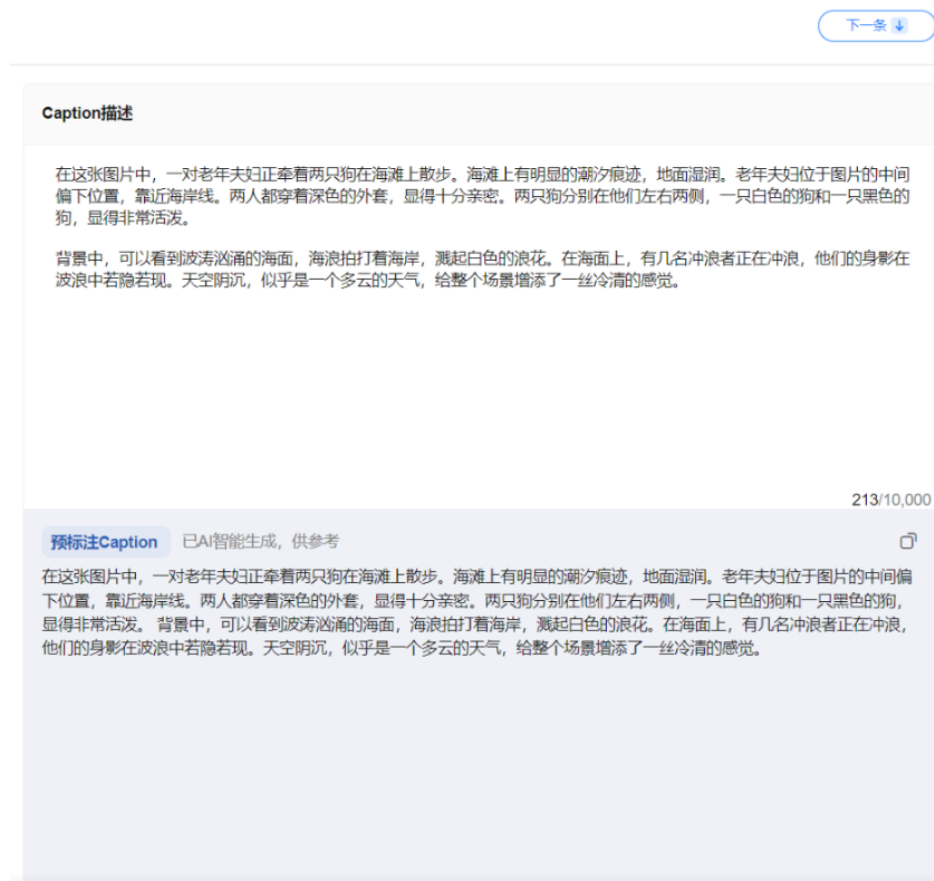 下一条
Caption描述
在这张图片中，一对老年夫妇正牵着两只狗在海滩上散步。海滩上有明显的潮汐痕迹，地面湿润。老年夫妇位于图片的中间
偏下位置，靠近海岸线。两人都穿着深色的外套，显得十分亲密。两只狗分别在他们左右两侧，一只白色的狗和一只黑色的
狗，显得非常活泼。
背景中，可以看到波涛汹涌的海面，海浪拍打着海岸，溅起白色的浪花。在海面上，有几名冲浪者正在冲浪，他们的身影在
波浪中若隐若现。天空阴沉，似乎是一个多云的天气，给整个场景增添了一丝冷清的感觉。
213/10,000
预标注Caption 已AI智能生成，供参考
在这张图片中，一对老年夫妇正牵着两只狗在海滩上散步。海滩上有明显的潮汐痕迹，地面湿润。老年夫妇位于图片的中间偏
下位置，靠近海岸线。两人都穿着深色的外套，显得十分亲密。两只狗分别在他们左右两侧，一只白色的狗和一只黑色的狗，
显得非常活泼。 背景中，可以看到波涛汹涌的海面，海浪拍打着海岸，溅起白色的浪花。在海面上，有几名冲浪者正在冲浪，
他们的身影在波浪中若隐若现。天空阴沉，似乎是一个多云的天气，给整个场景增添了一丝冷清的感觉。